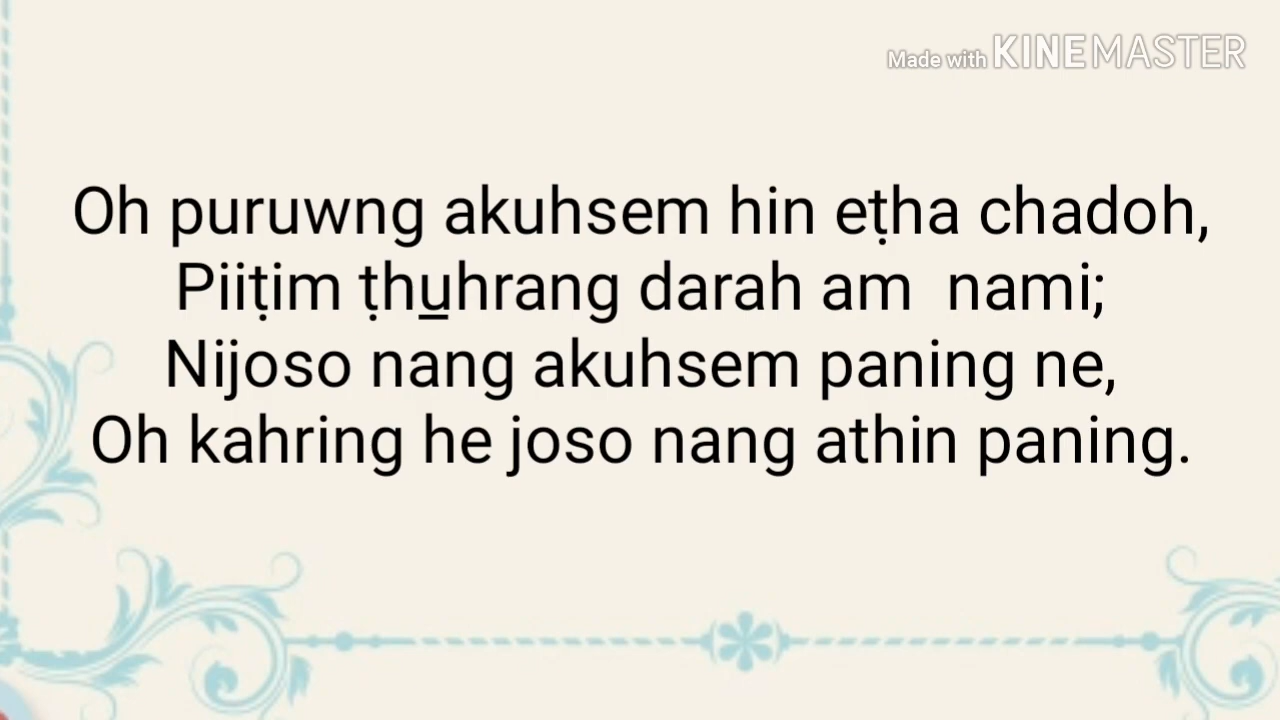 Made with KINEMASTER
Oh puruwng akuhsem hin eṭha chadoh,
Piiṭim ṭhu̲hrang darah am nami;
Nijoso nang akuhsem paning ne,
Oh kahring he joso nang athin paning.